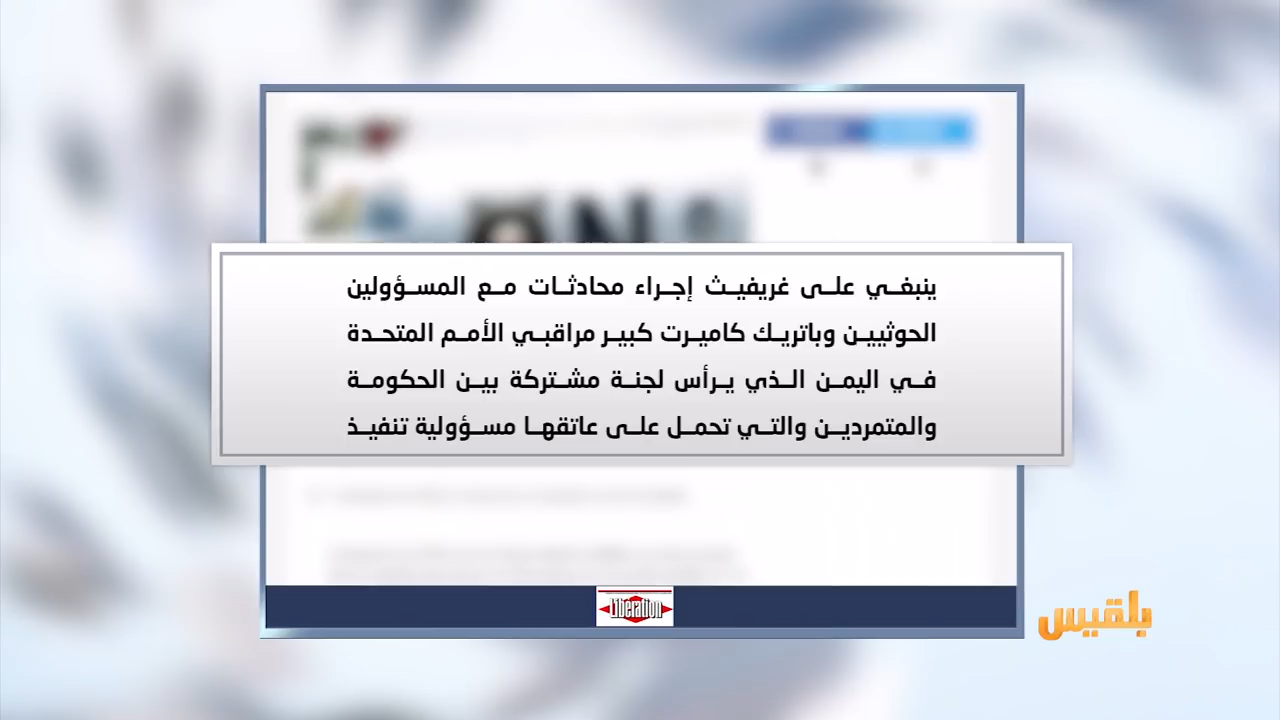 ينبغي على غريفيث إجراء محادثات مع المسؤولين
الحوثيين وباتريك كاميرت كبير مراقبي الأمم المتحدة
في اليمن الذي يرأس لجنة مشتركة بين الحكومة
والمتمردين والتي تحمل على عاتقها مسؤولية تنفيذ
Libération
بلقيس